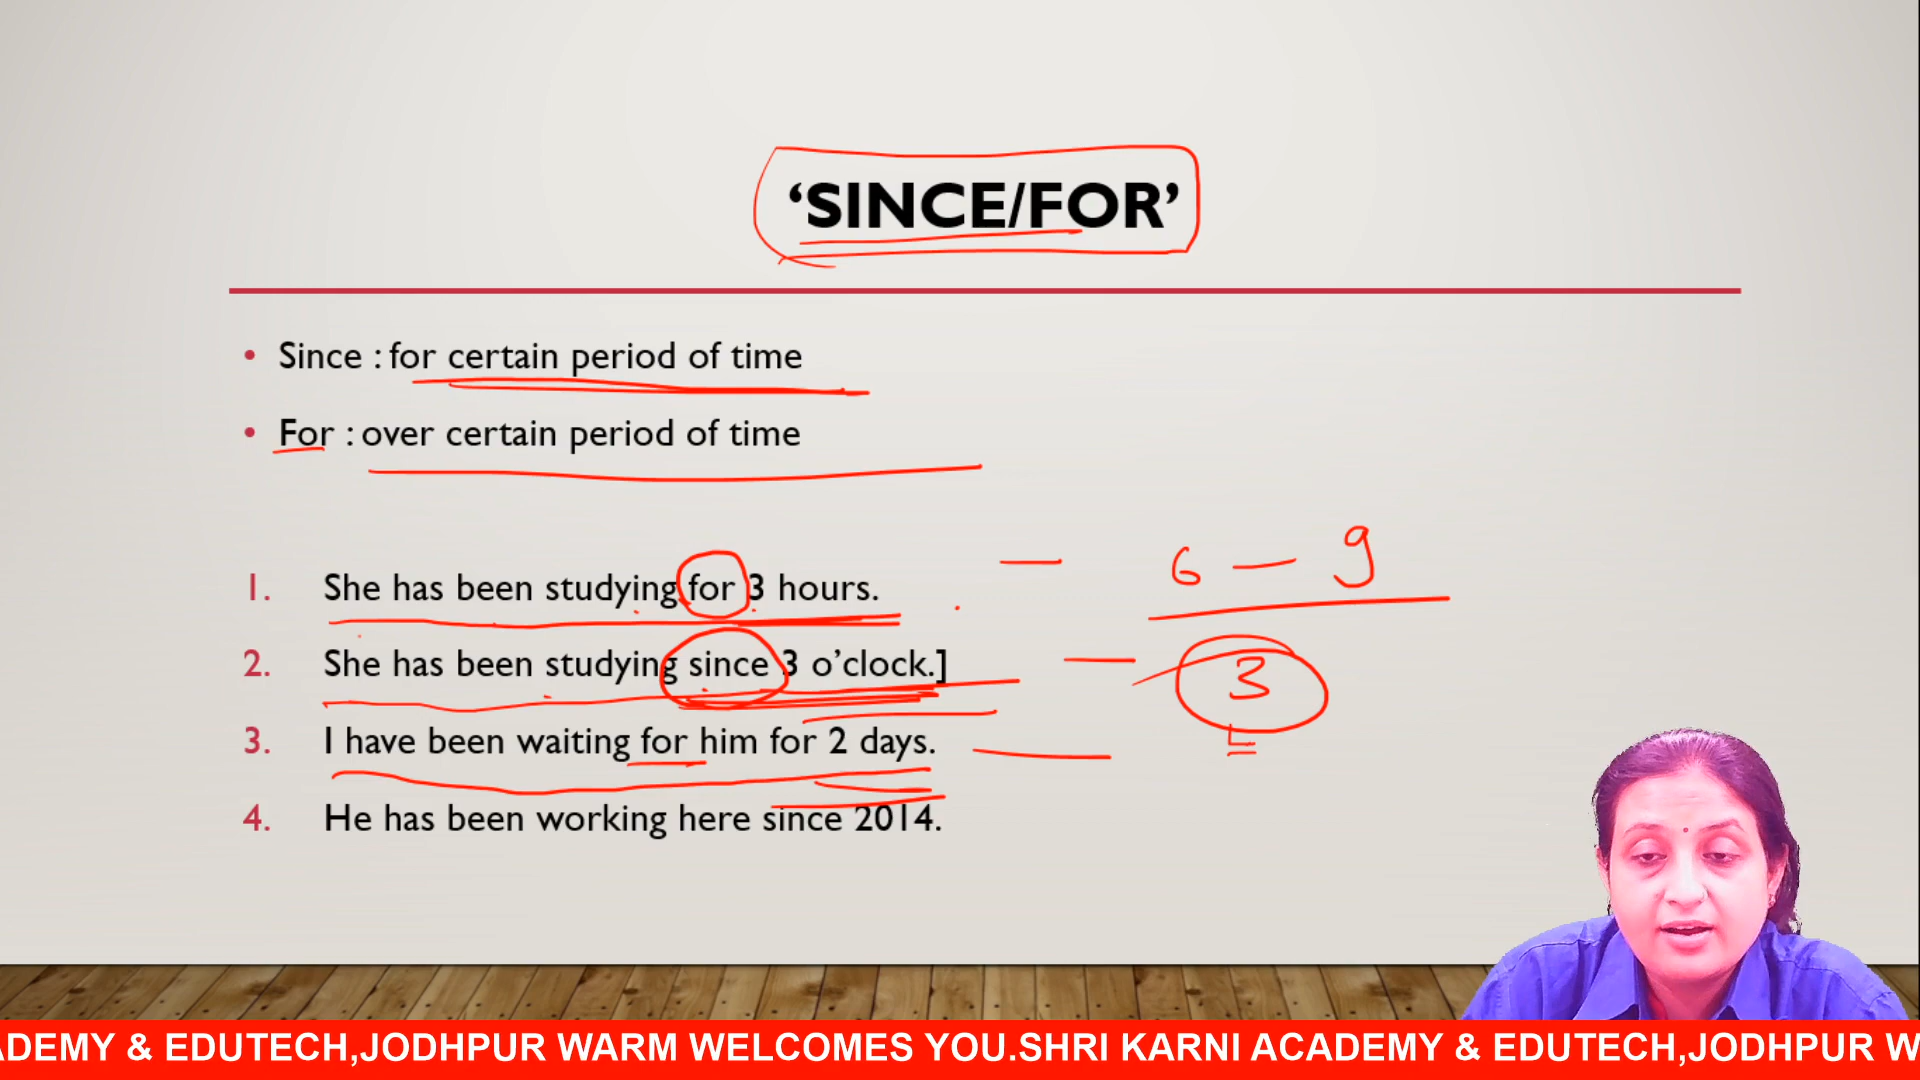 ‘SINCE/FOR’
• Since : for certain period of time
• For : over certain period of time
1. She has been studying for 3 hours.
6 — 9
2. She has been studying since 3 o’clock.]
3
3. I have been waiting for him for 2 days.
4. He has been working here since 2014.
ADEMY & EDUTECH,JODHPUR WARM WELCOMES YOU.SHRI KARNI ACADEMY & EDUTECH,JODHPUR W